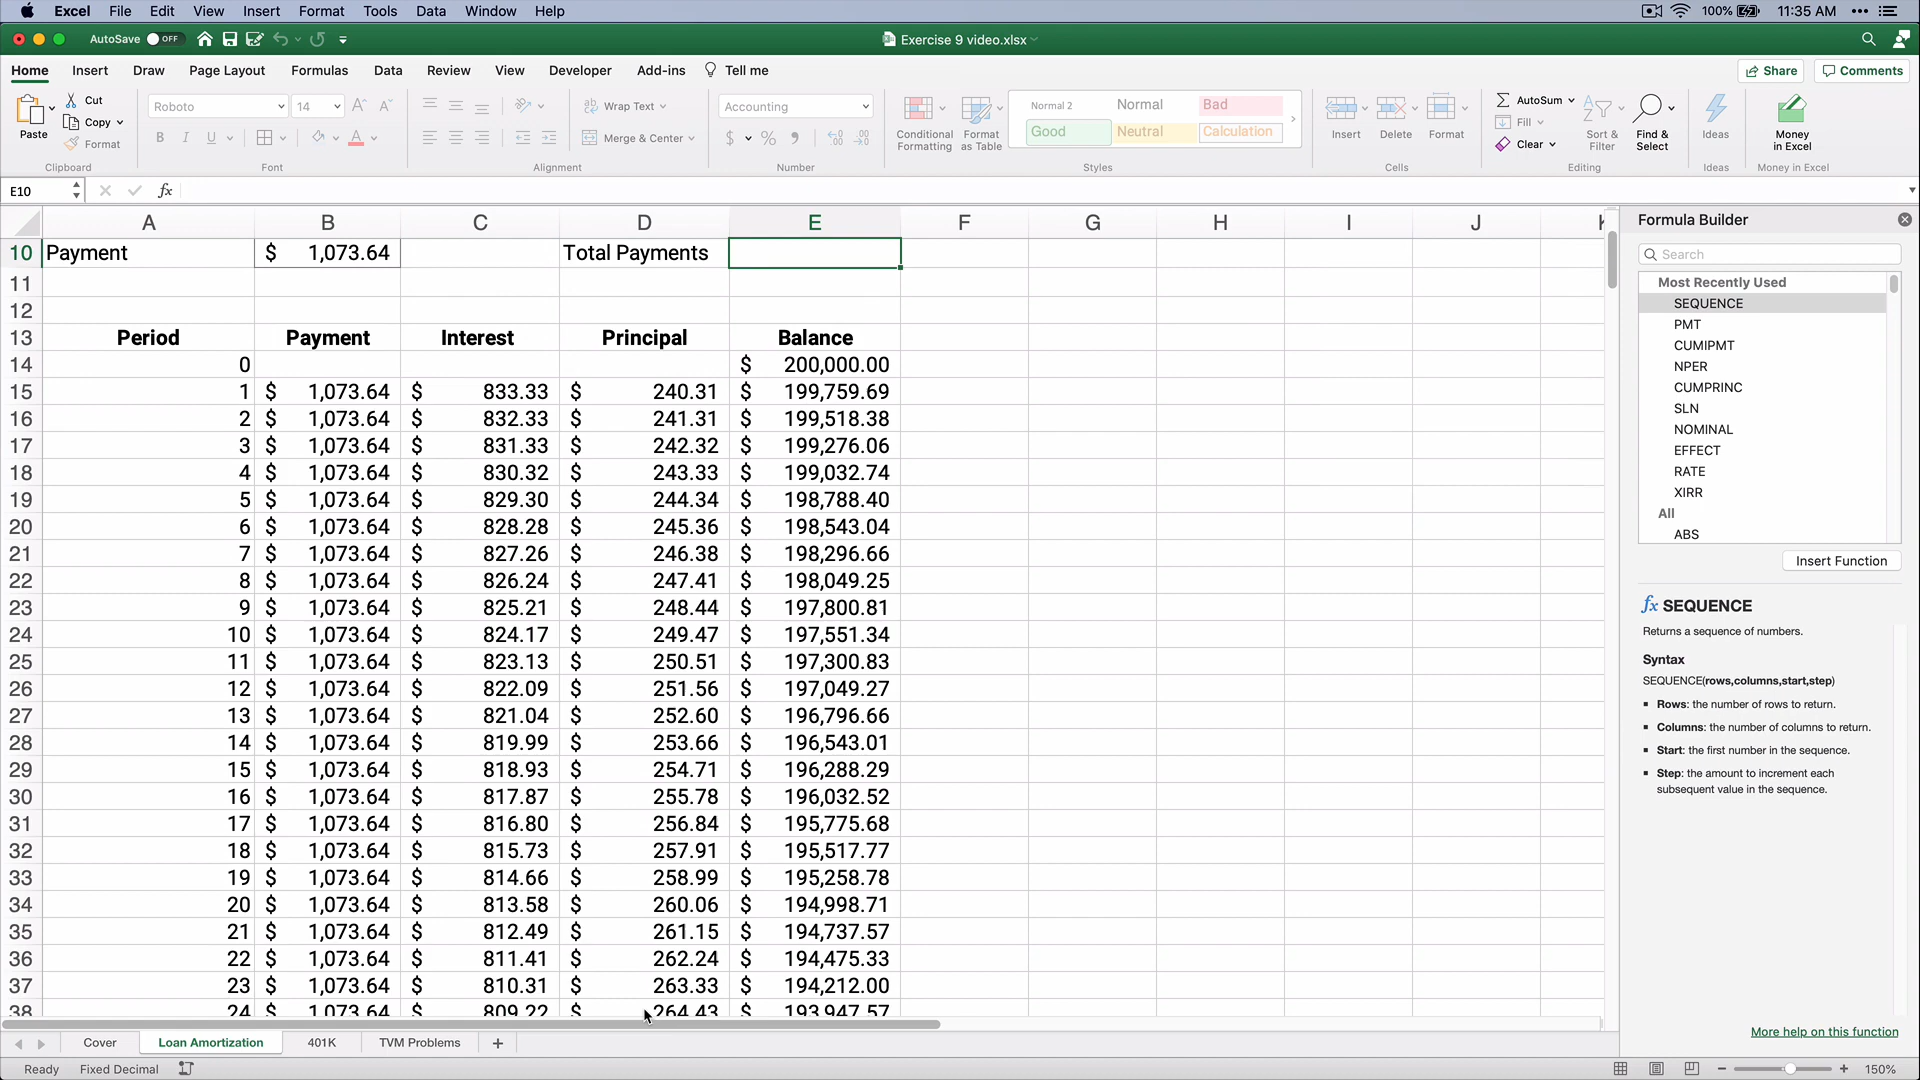 Excel File Edit View Insert Format Tools Data Window Help 100% 11:35 AM
AutoSave OFF Exercise 9 video.xlsx
Home Insert Draw Page Layout Formulas Data Review View Developer Add-ins Tell me Share Comments
Paste Cut Copy Format Clipboard
Roboto 14 B I U A Font
Wrap Text Merge & Center Alignment
Accounting $ % Number
Conditional Formatting Format as Table
Normal 2 Normal Bad
Good Neutral Calculation
Styles
Insert Delete Format Cells
AutoSum Fill Clear Sort & Filter Find & Select Editing
Ideas Ideas
Money in Excel Money in Excel
E10 fx
A B C D E F G H I J K
10 Payment $ 1,073.64 Total Payments
11
12
13 Period Payment Interest Principal Balance
14 0 $ 200,000.00
15 1 $ 1,073.64 $ 833.33 $ 240.31 $ 199,759.69
16 2 $ 1,073.64 $ 832.33 $ 241.31 $ 199,518.38
17 3 $ 1,073.64 $ 831.33 $ 242.32 $ 199,276.06
18 4 $ 1,073.64 $ 830.32 $ 243.33 $ 199,032.74
19 5 $ 1,073.64 $ 829.30 $ 244.34 $ 198,788.40
20 6 $ 1,073.64 $ 828.28 $ 245.36 $ 198,543.04
21 7 $ 1,073.64 $ 827.26 $ 246.38 $ 198,296.66
22 8 $ 1,073.64 $ 826.24 $ 247.41 $ 198,049.25
23 9 $ 1,073.64 $ 825.21 $ 248.44 $ 197,800.81
24 10 $ 1,073.64 $ 824.17 $ 249.47 $ 197,551.34
25 11 $ 1,073.64 $ 823.13 $ 250.51 $ 197,300.83
26 12 $ 1,073.64 $ 822.09 $ 251.56 $ 197,049.27
27 13 $ 1,073.64 $ 821.04 $ 252.60 $ 196,796.66
28 14 $ 1,073.64 $ 819.99 $ 253.66 $ 196,543.01
29 15 $ 1,073.64 $ 818.93 $ 254.71 $ 196,288.29
30 16 $ 1,073.64 $ 817.87 $ 255.78 $ 196,032.52
31 17 $ 1,073.64 $ 816.80 $ 256.84 $ 195,775.68
32 18 $ 1,073.64 $ 815.73 $ 257.91 $ 195,517.77
33 19 $ 1,073.64 $ 814.66 $ 258.99 $ 195,258.78
34 20 $ 1,073.64 $ 813.58 $ 260.06 $ 194,998.71
35 21 $ 1,073.64 $ 812.49 $ 261.15 $ 194,737.57
36 22 $ 1,073.64 $ 811.41 $ 262.24 $ 194,475.33
37 23 $ 1,073.64 $ 810.31 $ 263.33 $ 194,212.00
38 24 $ 1,073.64 $ 809.22 $ 264.43 $ 193,947.57
Formula Builder
Search
Most Recently Used
SEQUENCE
PMT
CUMIPMT
NPER
CUMPRINC
SLN
NOMINAL
EFFECT
RATE
XIRR
All
ABS
Insert Function
fx SEQUENCE
Returns a sequence of numbers.
Syntax
SEQUENCE(rows,columns,start,step)
▪ Rows: the number of rows to return.
▪ Columns: the number of columns to return.
▪ Start: the first number in the sequence.
▪ Step: the amount to increment each
subsequent value in the sequence.
More help on this function
Cover Loan Amortization 401K TVM Problems +
Ready Fixed Decimal 150%